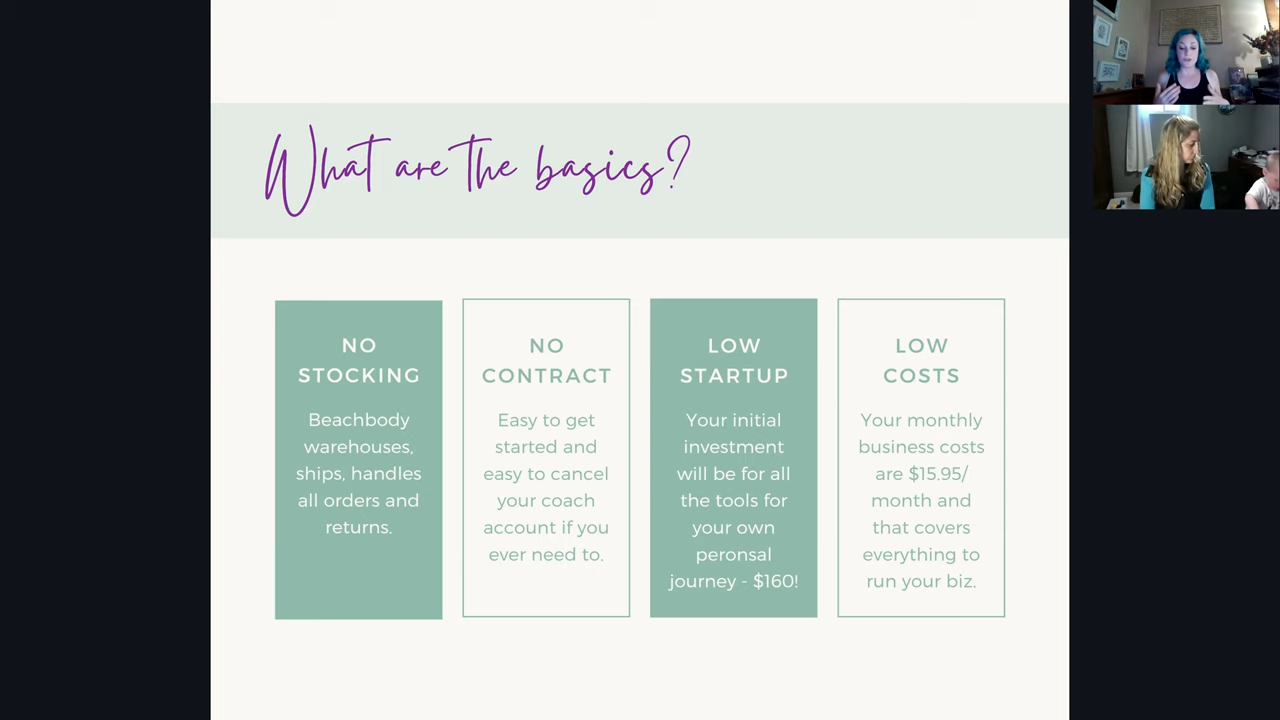 What are the basics?
NO
STOCKING
Beachbody
warehouses,
ships, handles
all orders and
returns.
NO
CONTRACT
Easy to get
started and
easy to cancel
your coach
account if you
ever need to.
LOW
STARTUP
Your initial
investment
will be for all
the tools for
your own
peronsal
journey - $160!
LOW
COSTS
Your monthly
business costs
are $15.95/
month and
that covers
everything to
run your biz.